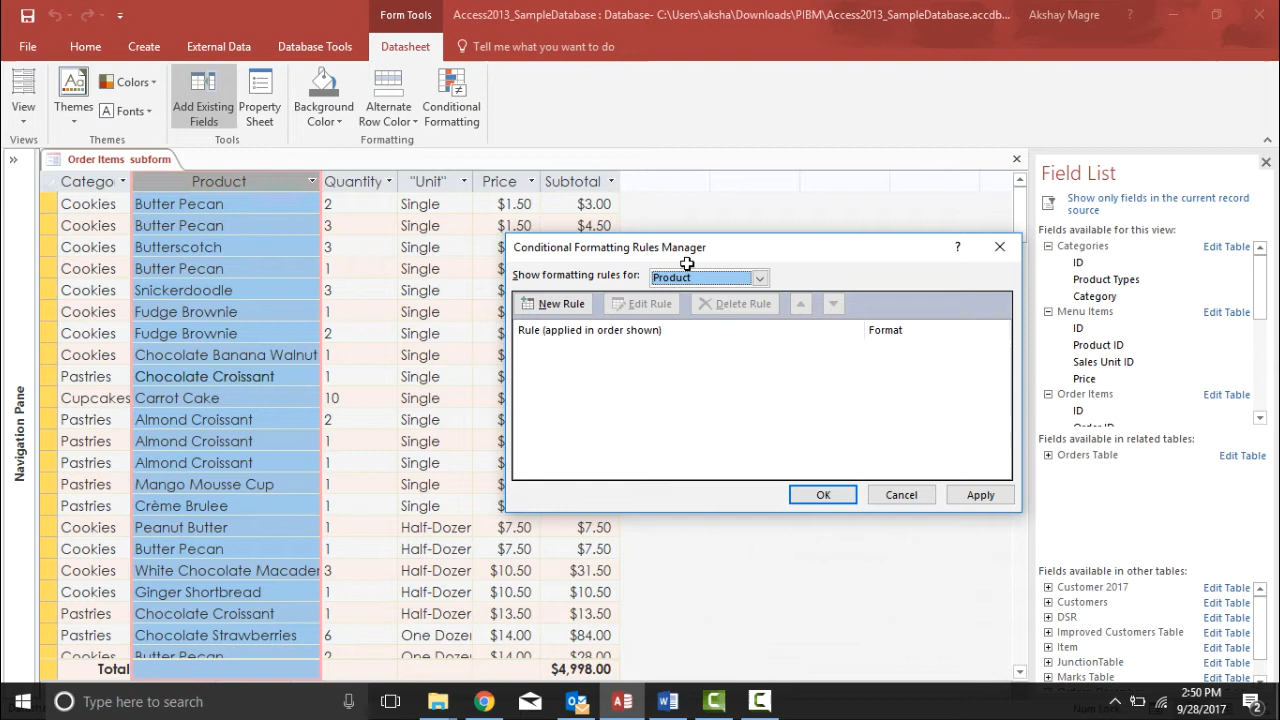 Form Tools
Access2013_SampleDatabase : Database- C:\Users\aksha\Downloads\PIBM\Access2013_SampleDatabase.accdb...
Akshay Magre
?
File
Home
Create
External Data
Database Tools
Datasheet
Tell me what you want to do
View
Themes
Colors
Fonts
Add Existing Fields
Property Sheet
Background Color
Alternate Row Color
Conditional Formatting
Views
Themes
Tools
Formatting
Order Items subform
Navigation Pane
Catego Product Quantity "Unit" Price Subtotal
Cookies Butter Pecan 2 Single $1.50 $3.00
Cookies Butter Pecan 3 Single $1.50 $4.50
Cookies Butterscotch 3 Single $
Cookies Butter Pecan 1 Single $
Cookies Snickerdoodle 3 Single $
Cookies Fudge Brownie 1 Single $
Cookies Fudge Brownie 2 Single $
Cookies Chocolate Banana Walnut 1 Single $
Pastries Chocolate Croissant 1 Single $
Cupcakes Carrot Cake 10 Single $
Pastries Almond Croissant 2 Single $
Pastries Almond Croissant 1 Single $
Pastries Almond Croissant 1 Single $
Pastries Mango Mousse Cup 1 Single $
Pastries Crème Brulee 1 Single $
Cookies Peanut Butter 1 Half-Dozer $7.50 $7.50
Cookies Butter Pecan 1 Half-Dozer $7.50 $7.50
Cookies White Chocolate Macader 3 Half-Dozer $10.50 $31.50
Cookies Ginger Shortbread 1 Half-Dozer $10.50 $10.50
Pastries Chocolate Croissant 1 Half-Dozer $13.50 $13.50
Pastries Chocolate Strawberries 6 One Dozer $14.00 $84.00
Cookies Butter Pecan 2 One Dozer $14.00 $28.00
Total $4,998.00
Conditional Formatting Rules Manager
?
Show formatting rules for:
Product
New Rule
Edit Rule
Delete Rule
Rule (applied in order shown)
Format
OK
Cancel
Apply
Field List
Show only fields in the current record source
Fields available for this view:
Categories Edit Table
ID
Product Types
Category
Menu Items Edit Table
ID
Product ID
Sales Unit ID
Price
Order Items Edit Table
ID
Order ID
Fields available in related tables:
Orders Table Edit Table
Fields available in other tables:
Customer 2017 Edit Table
Customers Edit Table
DSR Edit Table
Improved Customers Table Edit Table
Item Edit Table
JunctionTable Edit Table
Marks Table Edit Table
Num Lock
Type here to search
2:50 PM
9/28/2017
2